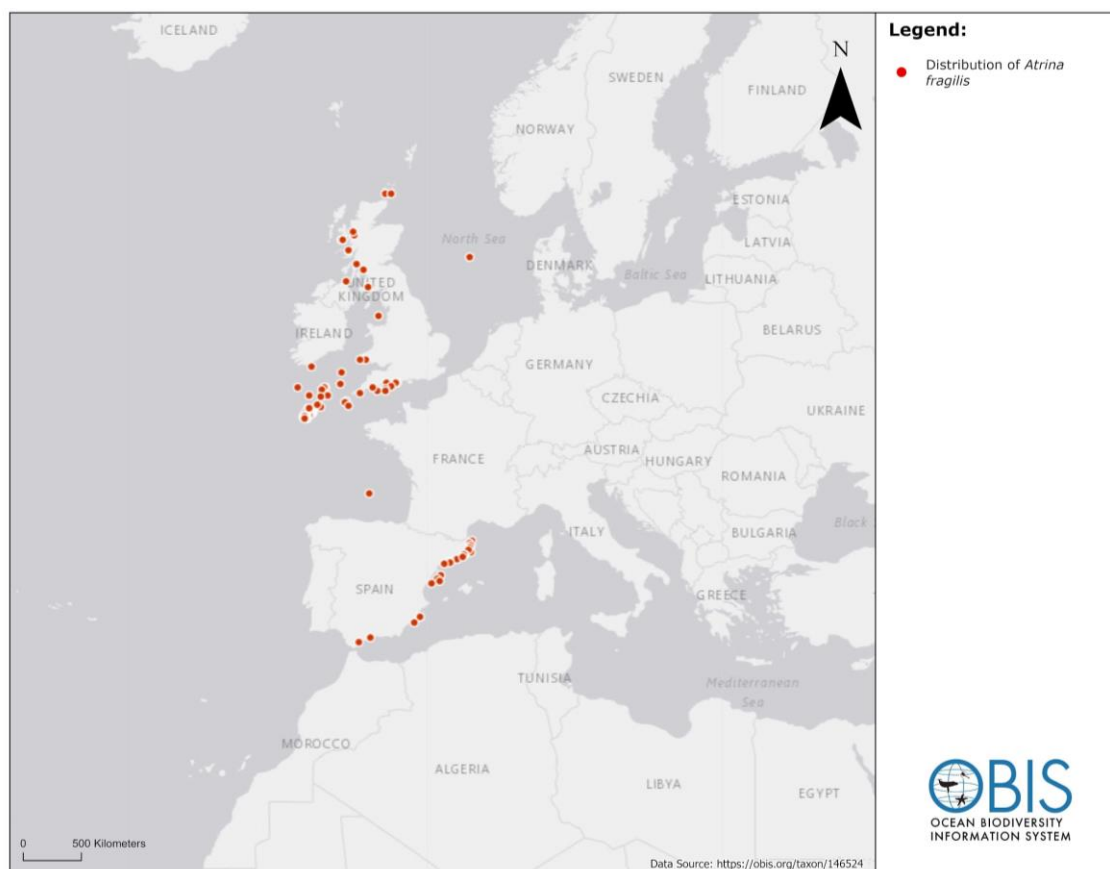 ICELAND
SWEDEN
FINLAND
NORWAY
N
ESTONIA
North Sea
LATVIA
DENMARK
Baltic Sea
LITHUANIA
UNITED
KINGDOM
IRELAND
BELARUS
GERMANY
CZECHIA
UKRAINE
AUSTRIA
FRANCE
HUNGARY
ROMANIA
ITALY
BULGARIA
Black
SPAIN
GREECE
TUNISIA
Mediterranean
Sea
MOROCCO
ALGERIA
LIBYA
EGYPT
0 500 Kilometers
Data Source: https://obis.org/taxon/146524
Legend:
Distribution of Atrina
fragilis
OBIS
OCEAN BIODIVERSITY
INFORMATION SYSTEM